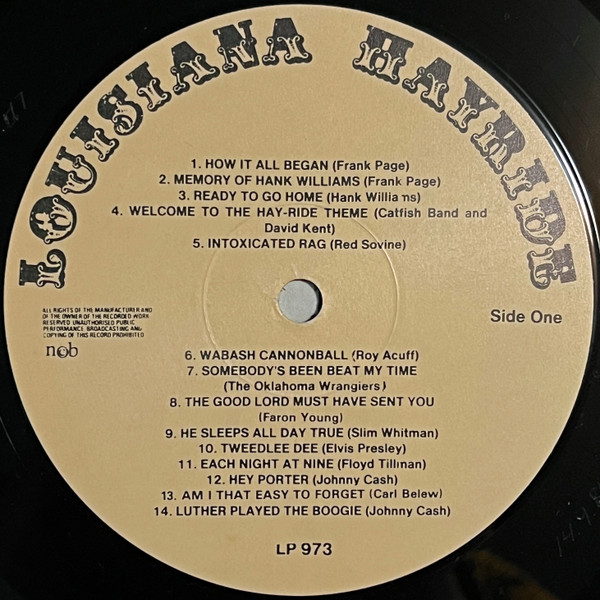 LOUISIANA HAYRIDE
1. HOW IT ALL BEGAN (Frank Page)
2. MEMORY OF HANK WILLIAMS (Frank Page)
3. READY TO GO HOME (Hank Williams)
4. WELCOME TO THE HAY-RIDE THEME (Catfish Band and
David Kent)
5. INTOXICATED RAG (Red Sovine)
ALL RIGHTS OF THE MANUFACTURER AND
OF THE OWNER OF THE RECORDED WORK
RESERVED UNAUTHORISED PUBLIC
PERFORMANCE BROADCASTING AND
COPYING OF THIS RECORD PROHIBITED
ncb
Side One
6. WABASH CANNONBALL (Roy Acuff)
7. SOMEBODY'S BEEN BEAT MY TIME
(The Oklahoma Wrangiers)
8. THE GOOD LORD MUST HAVE SENT YOU
(Faron Young)
9. HE SLEEPS ALL DAY TRUE (Slim Whitman)
10. TWEEDLEE DEE (Elvis Presley)
11. EACH NIGHT AT NINE (Floyd Tillinan)
12. HEY PORTER (Johnny Cash)
13. AM I THAT EASY TO FORGET (Carl Belew)
14. LUTHER PLAYED THE BOOGIE (Johnny Cash)
LP 973